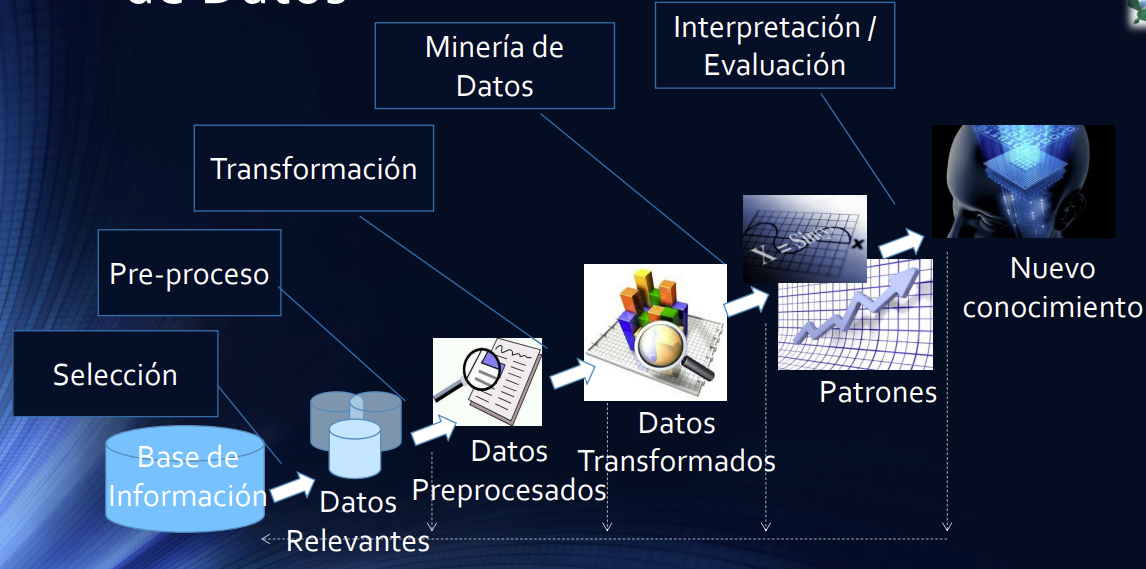 de Datos
Minería de
Datos
Interpretación /
Evaluación
Transformación
Pre-proceso
Selección
Base de
Información
Datos
Relevantes
Datos
Preprocesados
Datos
Transformados
X = Sin
x
Patrones
Nuevo
conocimiento